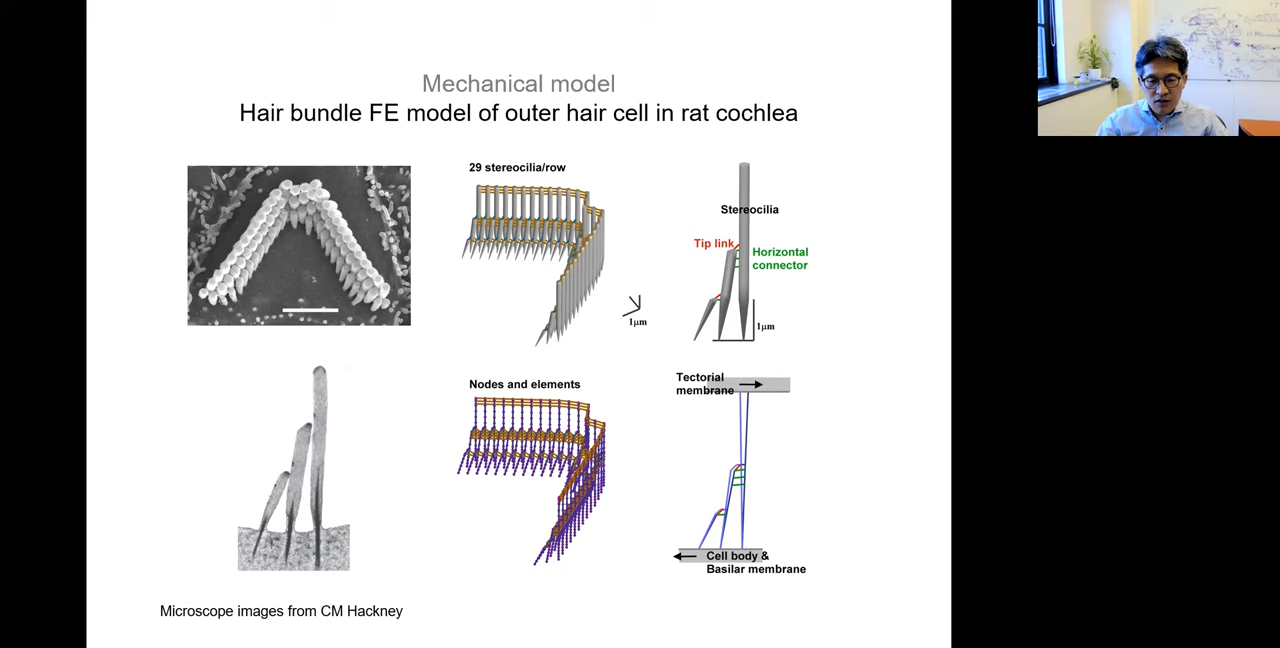 Mechanical model
Hair bundle FE model of outer hair cell in rat cochlea
29 stereocilia/row
1μm
Stereocilia
Tip link
Horizontal
connector
1μm
Nodes and elements
Tectorial
membrane
Cell body &
Basilar membrane
Microscope images from CM Hackney